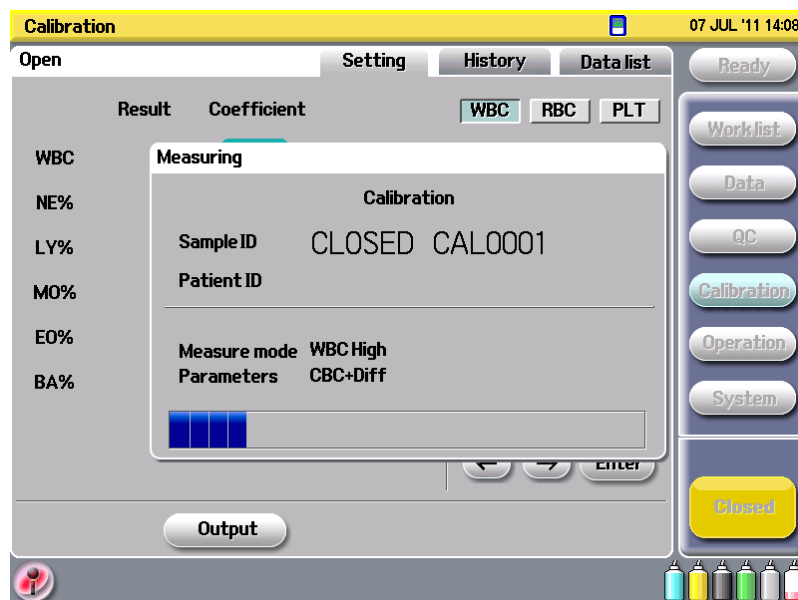 Calibration 07 JUL '11 14:08
Open Setting History Data list Ready
Result Coefficient WBC RBC PLT
Work list
WBC Measuring
Data
NE% Calibration
LY% Sample ID CLOSED CAL0001 QC
MO% Patient ID Calibration
EO% Measure mode WBC High Operation
BA% Parameters CBC+Diff
System
← → Enter
Closed
Output